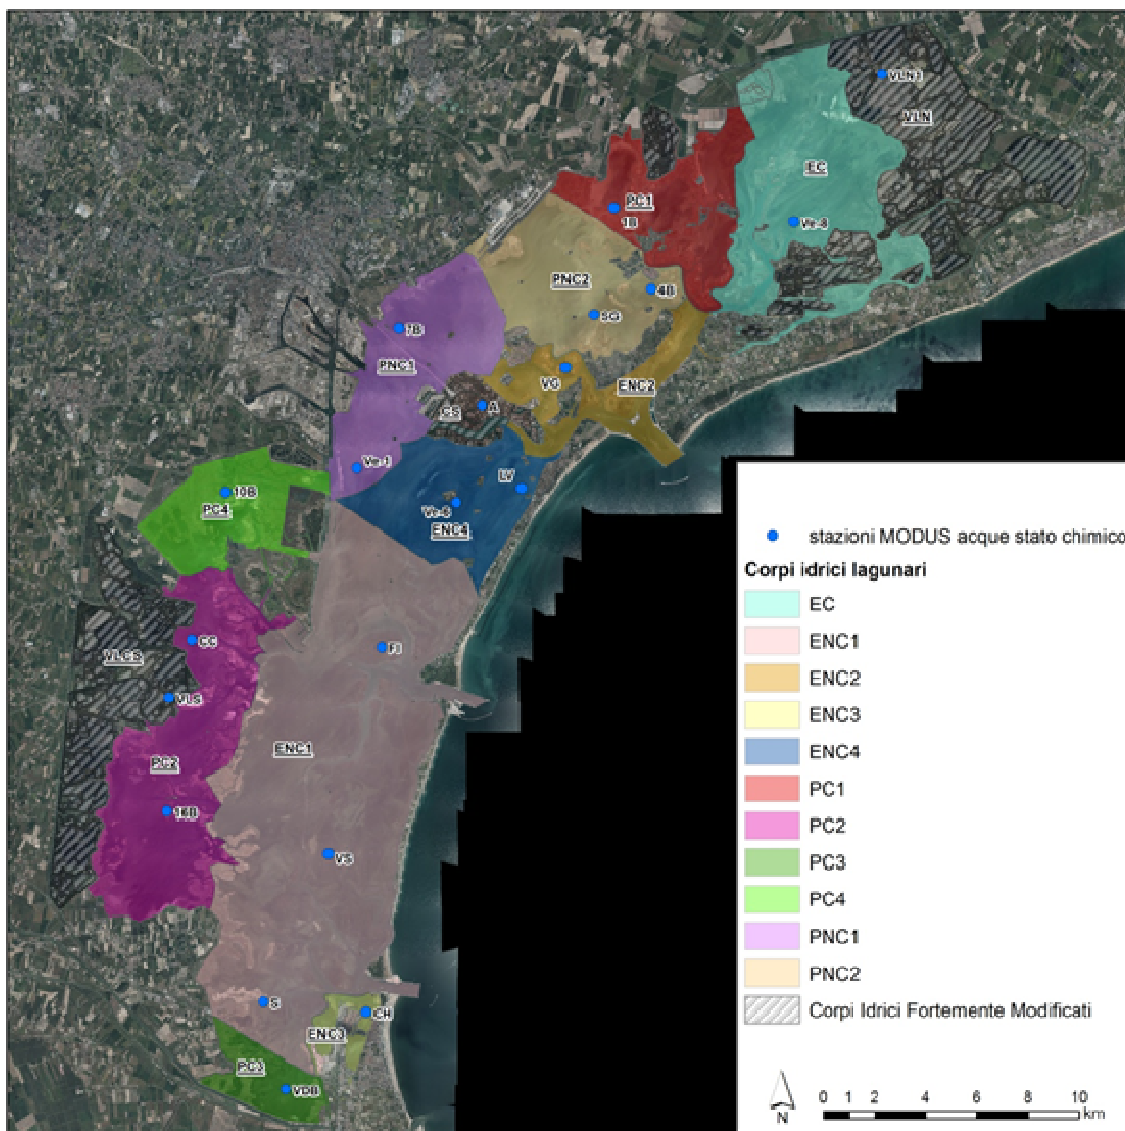 VLN1
VLN
EC
PC1
1B
Ve-8
PNC2
4B
SG
7B
PNC1
VG
ENC2
CS
A
Ve-1
LV
Ve-6
ENC4
10B
PC4
CC
VLCS
FI
ENC1
PC2
16B
VS
S
ICH
ENC3
PC3
VDB
stazioni MODUS acque stato chimico
Corpi idrici lagunari
EC
ENC1
ENC2
ENC3
ENC4
PC1
PC2
PC3
PC4
PNC1
PNC2
Corpi Idrici Fortemente Modificati
N
0 1 2 4 6 8 10
km